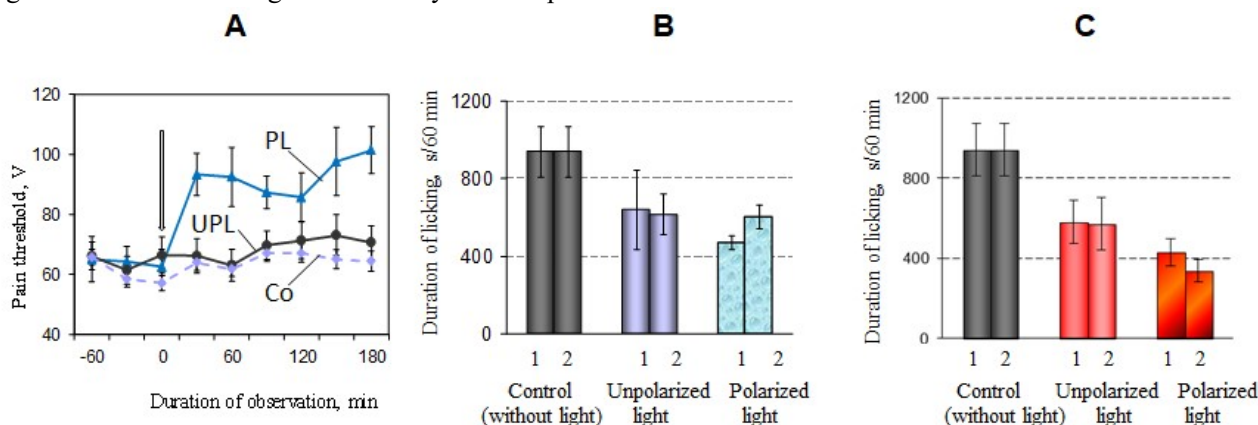 A
Pain threshold, V
120
100
80
60
40
PL
UPL
Co
-60 0 60 120 180
Duration of observation, min
B
Duration of licking, s/60 min
1200
800
400
0
1 2 1 2 1 2
Control
(without light)
Unpolarized
light
Polarized
light
C
Duration of licking, s/60 min
1200
800
400
0
1 2 1 2 1 2
Control
(without light)
Unpolarized
light
Polarized
light